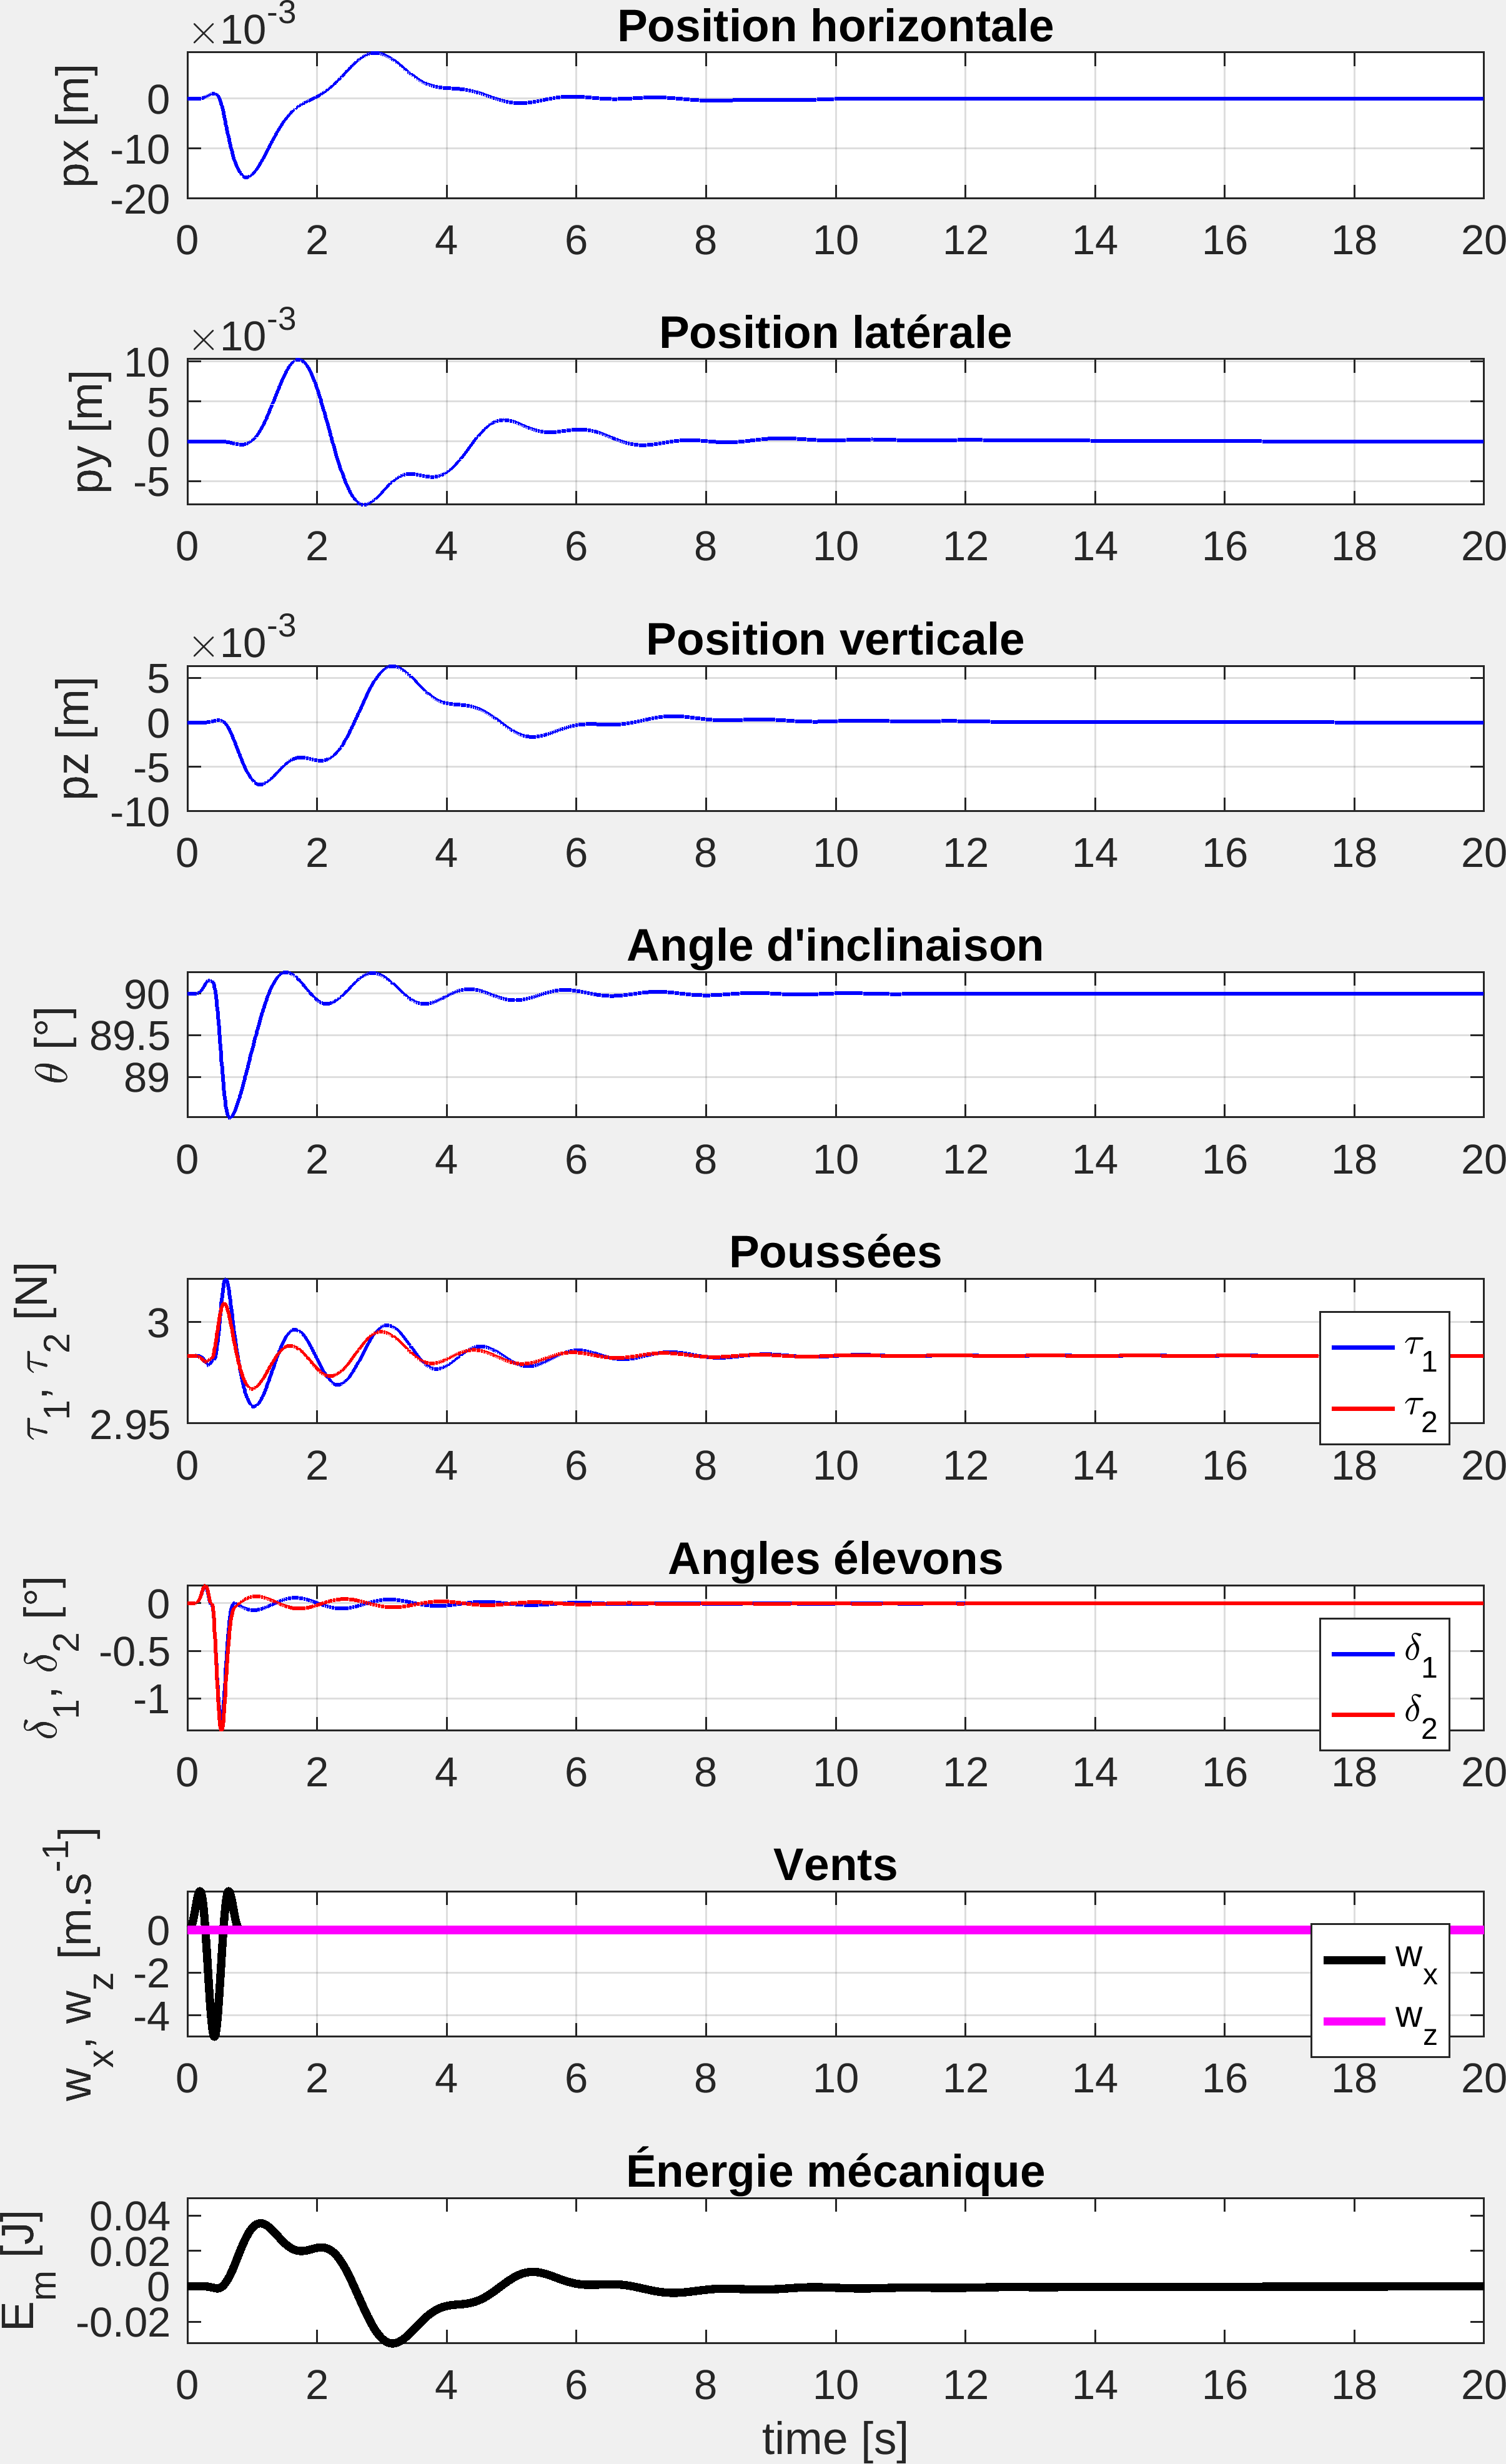 ×10-3
Position horizontale
px [m]
0
-10
-20
0 2 4 6 8 10 12 14 16 18 20
×10-3
Position latérale
py [m]
10
5
0
-5
0 2 4 6 8 10 12 14 16 18 20
×10-3
Position verticale
pz [m]
5
0
-5
-10
0 2 4 6 8 10 12 14 16 18 20
Angle d'inclinaison
θ [°]
90
89.5
89
0 2 4 6 8 10 12 14 16 18 20
Poussées
τ1, τ2 [N]
3
2.95
τ1
τ2
0 2 4 6 8 10 12 14 16 18 20
Angles élevons
δ1, δ2 [°]
0
-0.5
-1
δ1
δ2
0 2 4 6 8 10 12 14 16 18 20
Vents
wx, wz [m.s-1]
0
-2
-4
wx
wz
0 2 4 6 8 10 12 14 16 18 20
Énergie mécanique
Em [J]
0.04
0.02
0
-0.02
0 2 4 6 8 10 12 14 16 18 20
time [s]